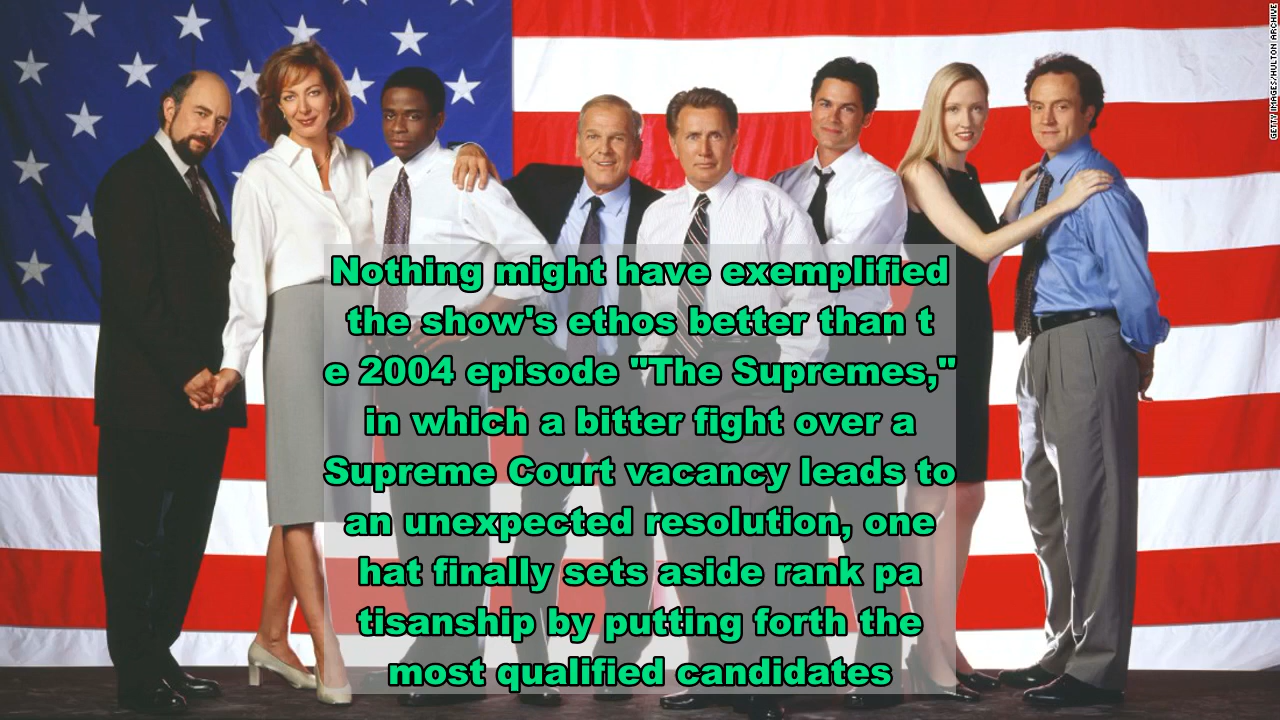 GETTY IMAGES/HULTON ARCHIVE
Nothing might have exemplified
the show's ethos better than t
e 2004 episode "The Supremes,"
in which a bitter fight over a
Supreme Court vacancy leads to
an unexpected resolution, one
hat finally sets aside rank pa
tisanship by putting forth the
most qualified candidates